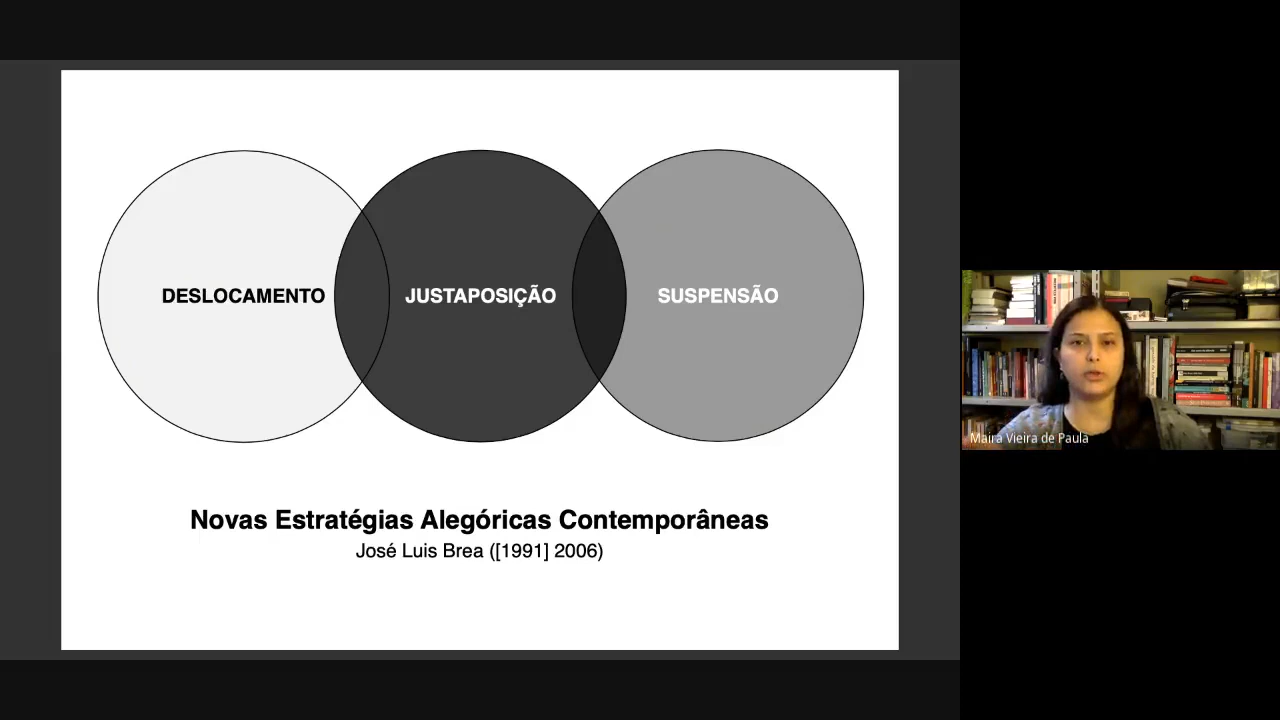 DESLOCAMENTO
JUSTAPOSIÇÃO
SUSPENSÃO
Novas Estratégias Alegóricas Contemporâneas
José Luis Brea ([1991] 2006)
Maira Vieira de Paula